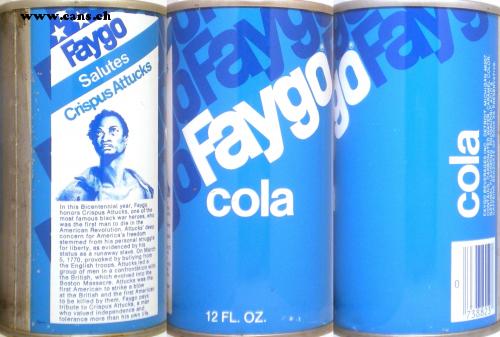 www.cans.ch
Faygo
Salutes
Crispus Attucks
In this Bicentennial year, Faygo
honors Crispus Attucks, one of the
most famous black war heroes, who
was the first man to die in the
American Revolution. Attucks' deep
concern for America's freedom
stemmed from his personal struggle
for liberty, as evidenced by his
status as a runaway slave. On March
5, 1770, provoked by bullying from
the English troops, Attucks led a
group of men in a confrontation with
the British, which evolved into the
Boston Massacre. Attucks was the
first American to strike a blow
at the British and the first American
to be killed by them. Faygo pays
tribute to Crispus Attucks, a man
who valued independence and
tolerance more than his own life.
Faygo
Faygo
cola
12 FL. OZ.
Faygo
Faygo
cola
0